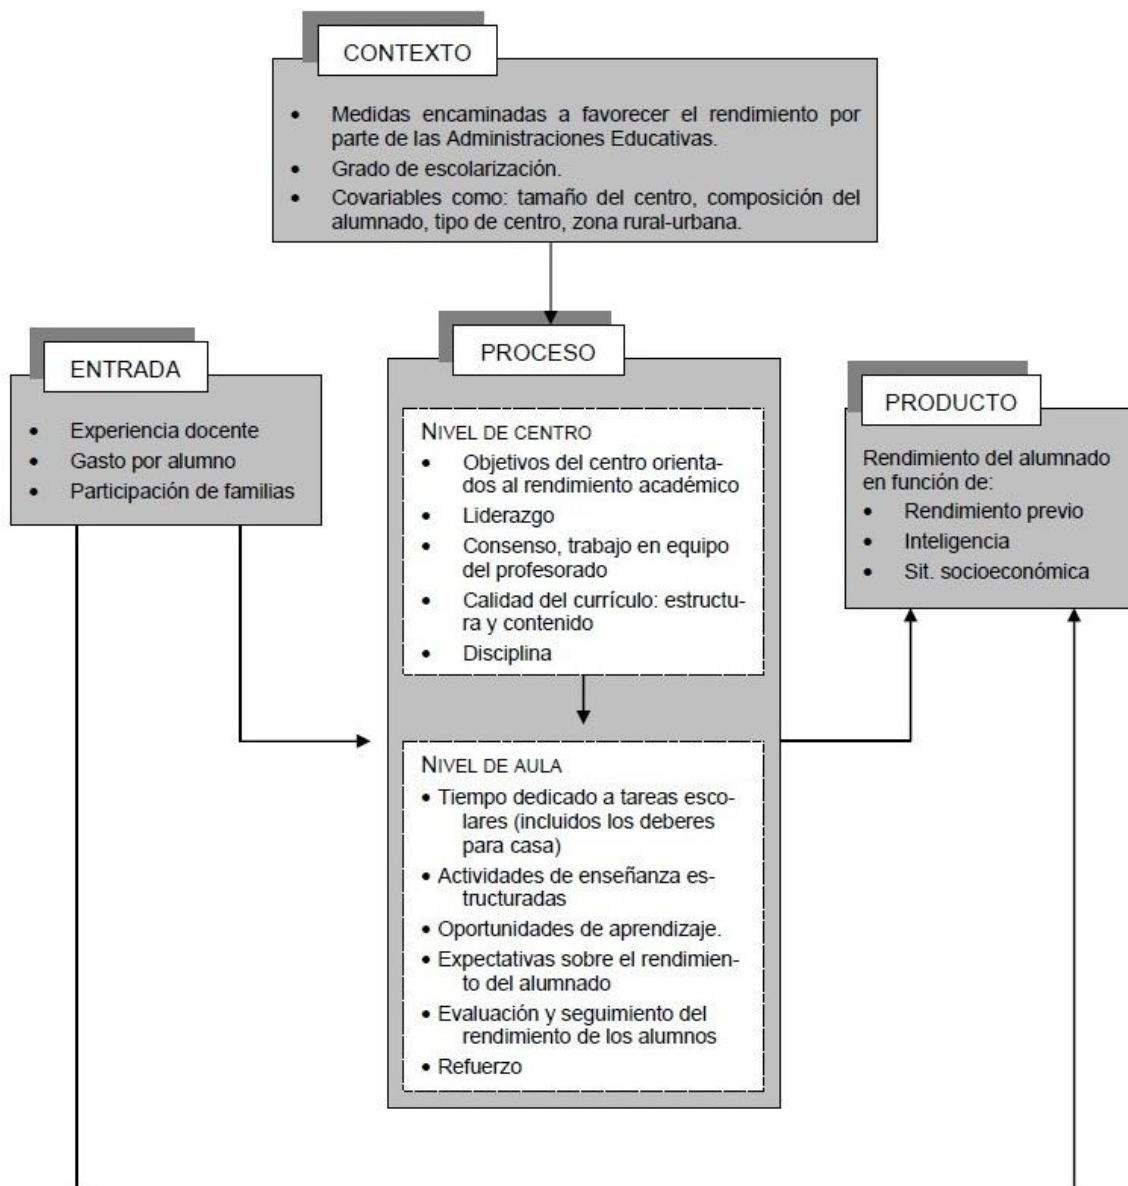 CONTEXTO
• Medidas encaminadas a favorecer el rendimiento por
parte de las Administraciones Educativas.
• Grado de escolarización.
• Covariables como: tamaño del centro, composición del
alumnado, tipo de centro, zona rural-urbana.
ENTRADA
• Experiencia docente
• Gasto por alumno
• Participación de familias
PROCESO
NIVEL DE CENTRO
• Objetivos del centro orienta-
dos al rendimiento académico
• Liderazgo
• Consenso, trabajo en equipo
del profesorado
• Calidad del currículo: estructu-
ra y contenido
• Disciplina
NIVEL DE AULA
• Tiempo dedicado a tareas esco-
lares (incluidos los deberes
para casa)
• Actividades de enseñanza es-
tructuradas
• Oportunidades de aprendizaje.
• Expectativas sobre el rendimien-
to del alumnado
• Evaluación y seguimiento del
rendimiento de los alumnos
• Refuerzo
PRODUCTO
Rendimiento del alumnado
en función de:
• Rendimiento previo
• Inteligencia
• Sit. socioeconómica